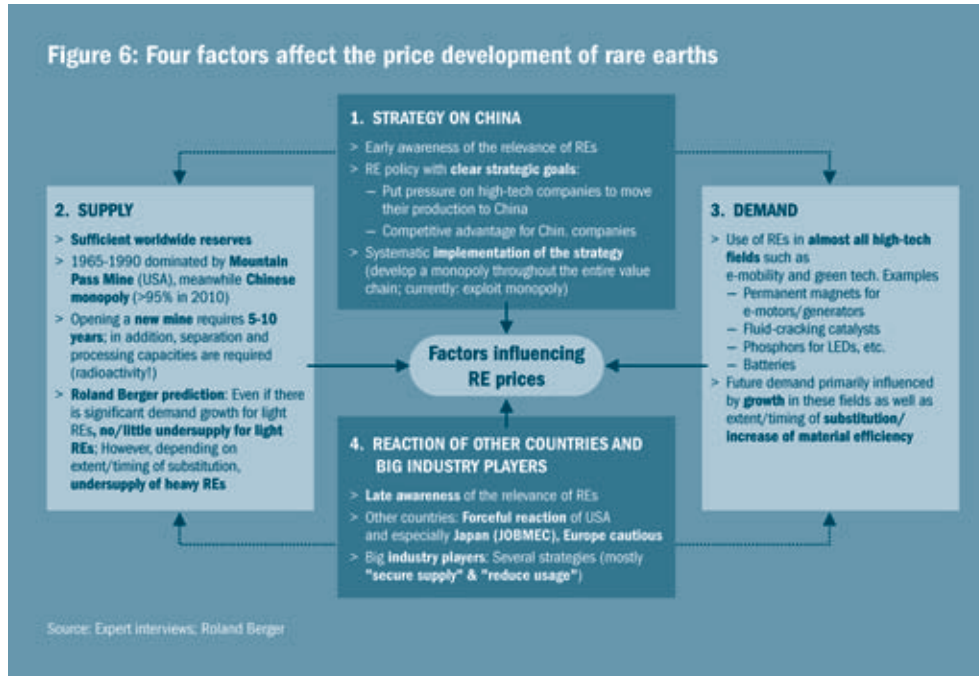 Figure 6: Four factors affect the price development of rare earths
1. STRATEGY ON CHINA
> Early awareness of the relevance of REs
> RE policy with clear strategic goals:
– Put pressure on high-tech companies to move
their production to China
– Competitive advantage for Chin. companies
> Systematic implementation of the strategy
(develop a monopoly throughout the entire value
chain; currently: exploit monopoly)
2. SUPPLY
> Sufficient worldwide reserves
> 1965-1990 dominated by Mountain
Pass Mine (USA), meanwhile Chinese
monopoly (>95% in 2010)
> Opening a new mine requires 5-10
years; in addition, separation and
processing capacities are required
(radioactivity!)
> Roland Berger prediction: Even if there
is significant demand growth for light
REs, no/little undersupply for light
REs; However, depending on
extent/timing of substitution,
undersupply of heavy REs
Factors influencing
RE prices
3. DEMAND
> Use of REs in almost all high-tech
fields such as
e-mobility and green tech. Examples
– Permanent magnets for
e-motors/generators
– Fluid-cracking catalysts
– Phosphors for LEDs, etc.
– Batteries
> Future demand primarily influenced
by growth in these fields as well as
extent/timing of substitution/
increase of material efficiency
4. REACTION OF OTHER COUNTRIES AND
BIG INDUSTRY PLAYERS
> Late awareness of the relevance of REs
> Other countries: Forceful reaction of USA
and especially Japan (JOBMEC), Europe cautious
> Big industry players: Several strategies (mostly
"secure supply" & "reduce usage")
Source: Expert interviews; Roland Berger